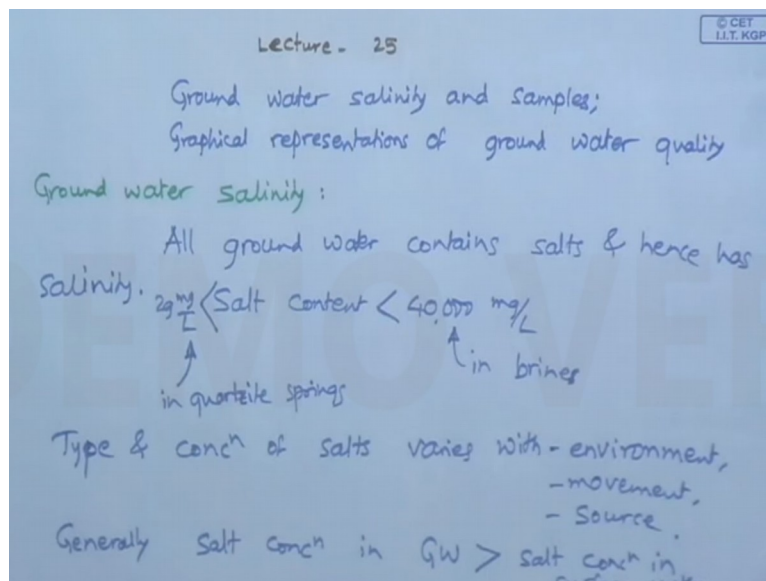 Lecture - 25
© CET
I.I.T. KGP
Ground water salinity and samples;
Graphical representations of ground water quality
Ground water salinity :
All ground water contains salts & hence has
salinity.
mg/L < Salt content < 40,000 mg/L
in quartzite springs
in brines
Type & concⁿ of salts varies with - environment,
- movement,
- source.
Generally salt concⁿ in GW > salt concⁿ in